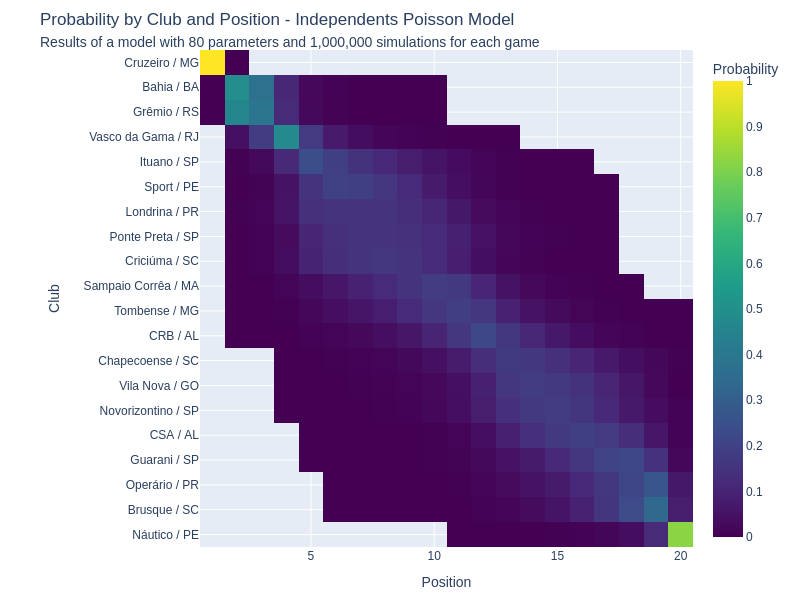 Probability by Club and Position - Independents Poisson Model
Results of a model with 80 parameters and 1,000,000 simulations for each game
Probability
Cruzeiro / MG
Bahia / BA
Grêmio / RS
Vasco da Gama / RJ
Ituano / SP
Sport / PE
Londrina / PR
Ponte Preta / SP
Criciúma / SC
Sampaio Corrêa / MA
Tombense / MG
CRB / AL
Chapecoense / SC
Vila Nova / GO
Novorizontino / SP
CSA / AL
Guarani / SP
Operário / PR
Brusque / SC
Náutico / PE
Club
5 10 15 20
Position
1
0.9
0.8
0.7
0.6
0.5
0.4
0.3
0.2
0.1
0